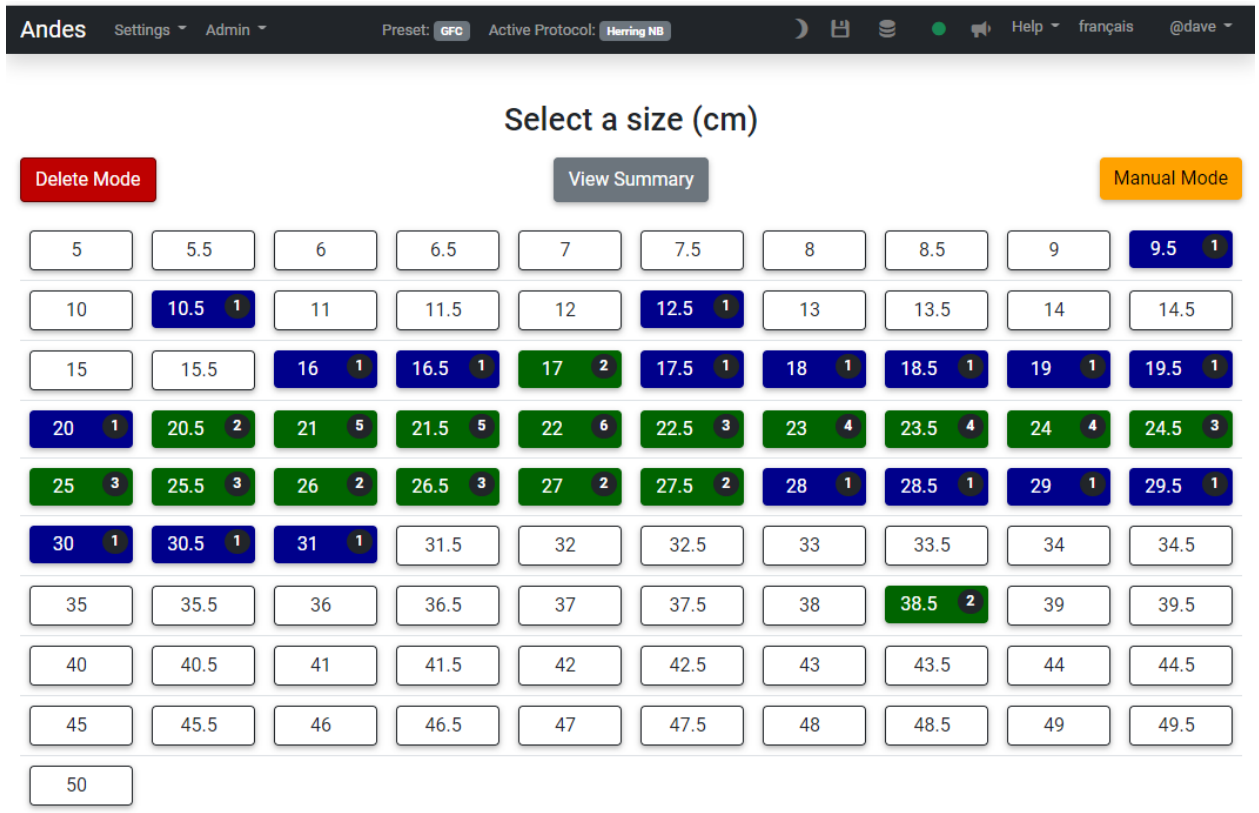 Andes Settings Admin Preset: GFC Active Protocol: Herring NB Help français @dave
Select a size (cm)
Delete Mode View Summary Manual Mode
5 5.5 6 6.5 7 7.5 8 8.5 9 9.5 1
10 10.5 1 11 11.5 12 12.5 1 13 13.5 14 14.5
15 15.5 16 1 16.5 1 17 2 17.5 1 18 1 18.5 1 19 1 19.5 1
20 1 20.5 2 21 5 21.5 5 22 6 22.5 3 23 4 23.5 4 24 4 24.5 3
25 3 25.5 3 26 2 26.5 3 27 2 27.5 2 28 1 28.5 1 29 1 29.5 1
30 1 30.5 1 31 1 31.5 32 32.5 33 33.5 34 34.5
35 35.5 36 36.5 37 37.5 38 38.5 2 39 39.5
40 40.5 41 41.5 42 42.5 43 43.5 44 44.5
45 45.5 46 46.5 47 47.5 48 48.5 49 49.5
50